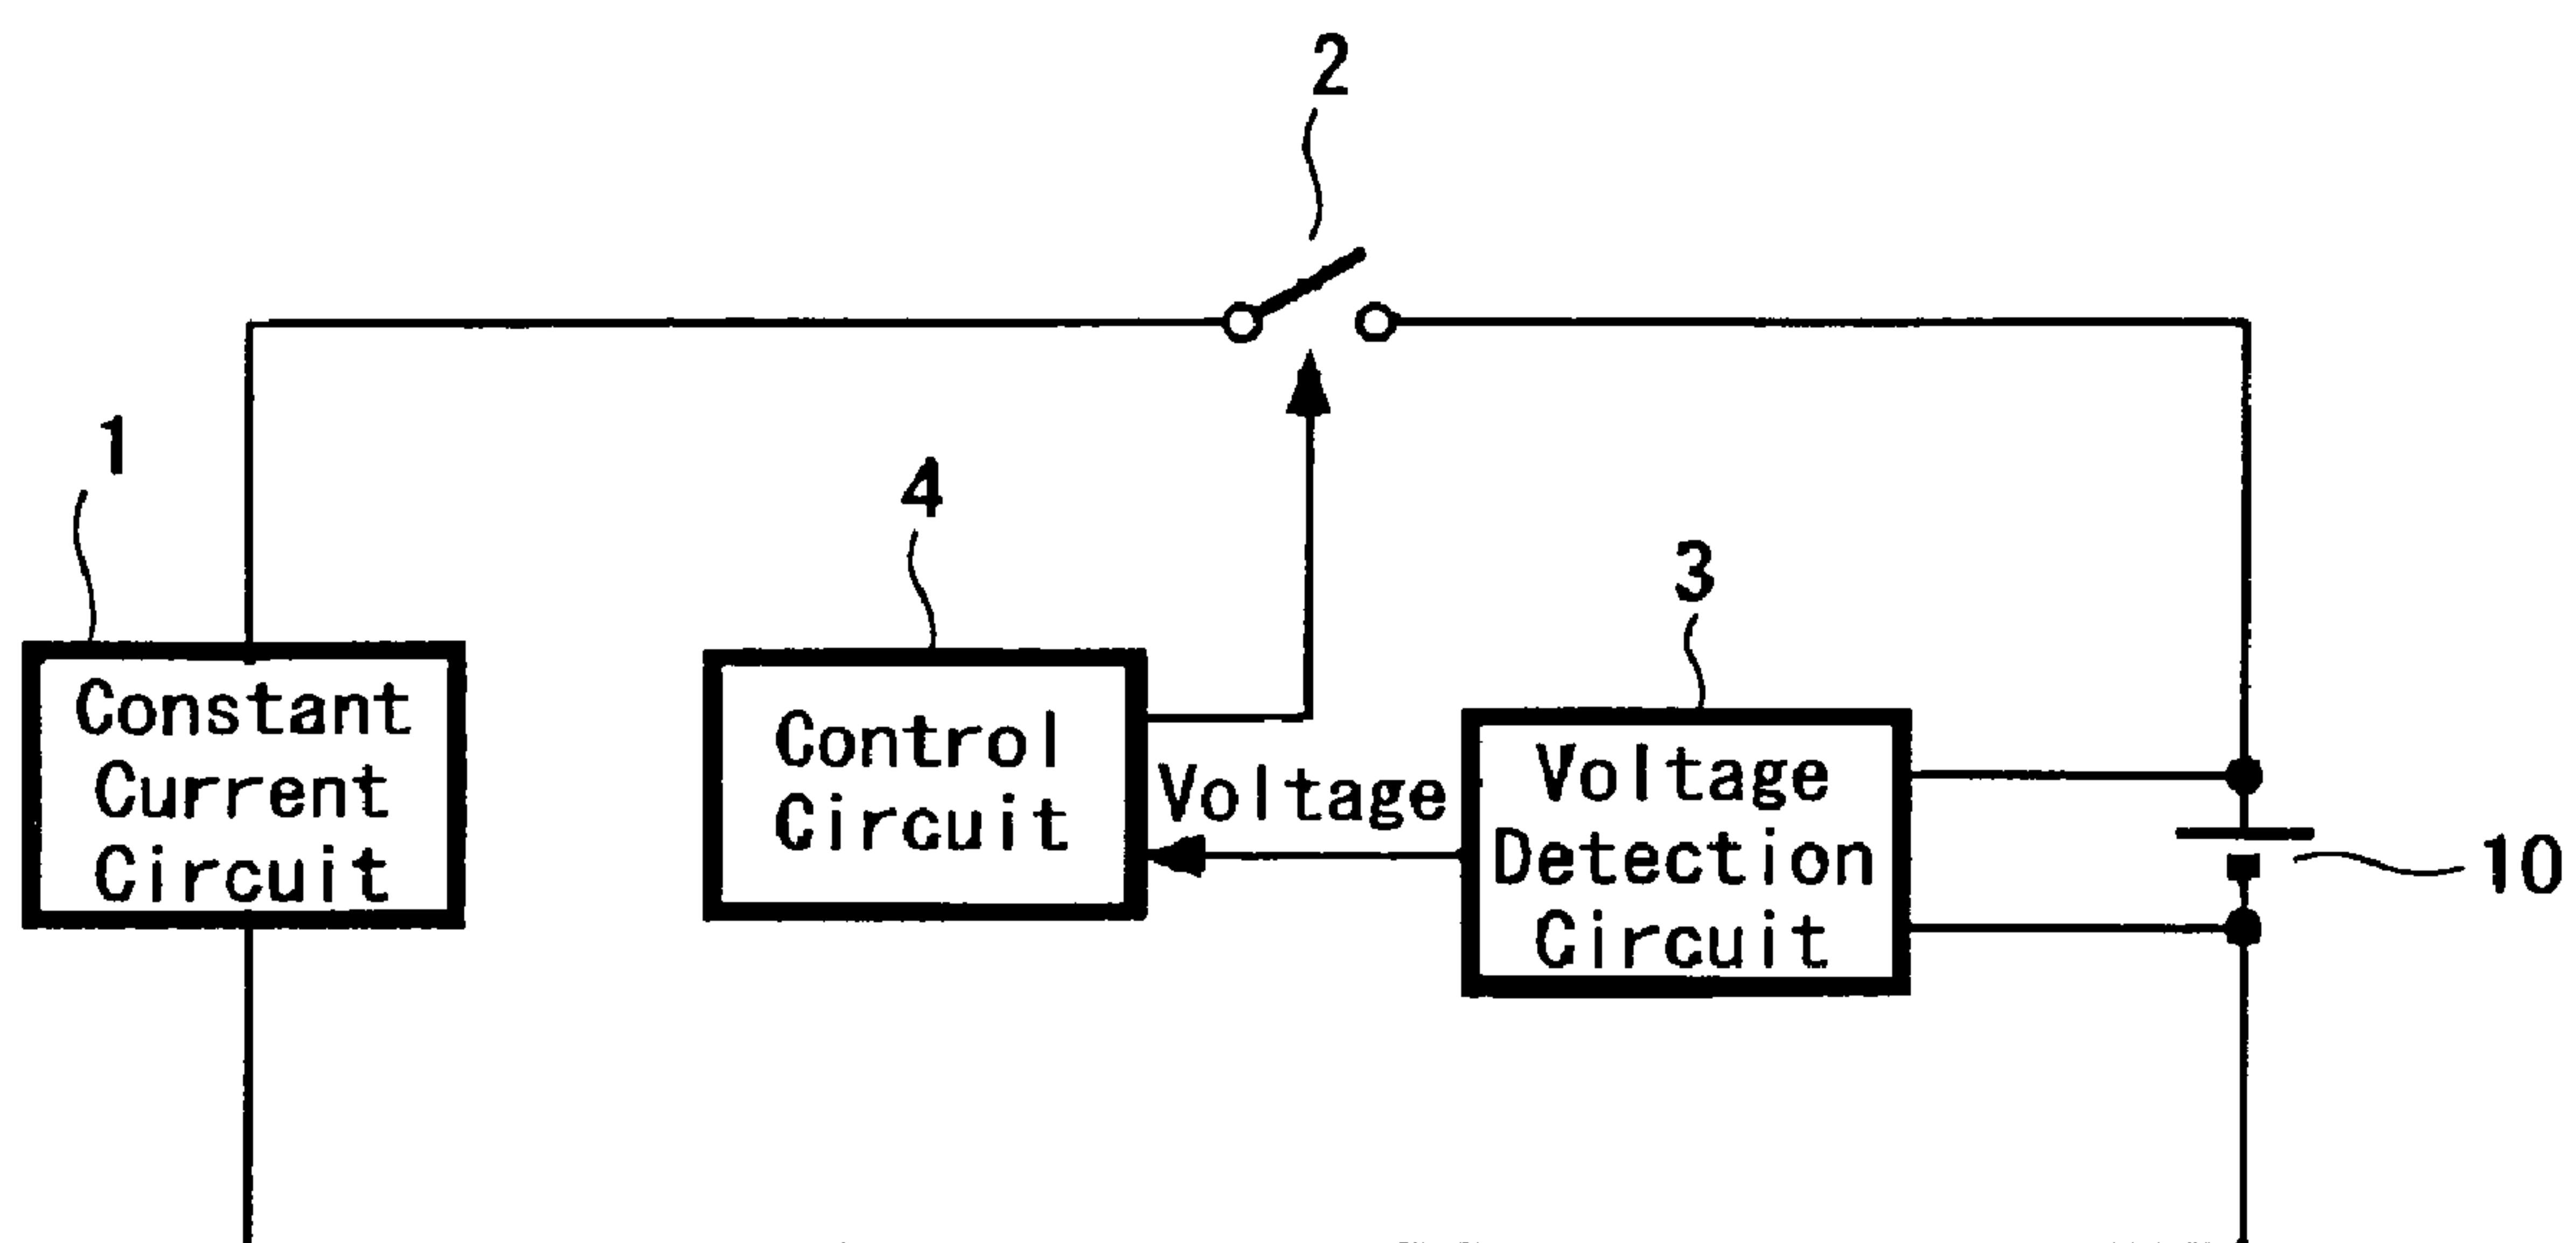 2
1
4
3
Constant
Current
Circuit
Control
Circuit
Voltage
Voltage
Detection
Circuit
10